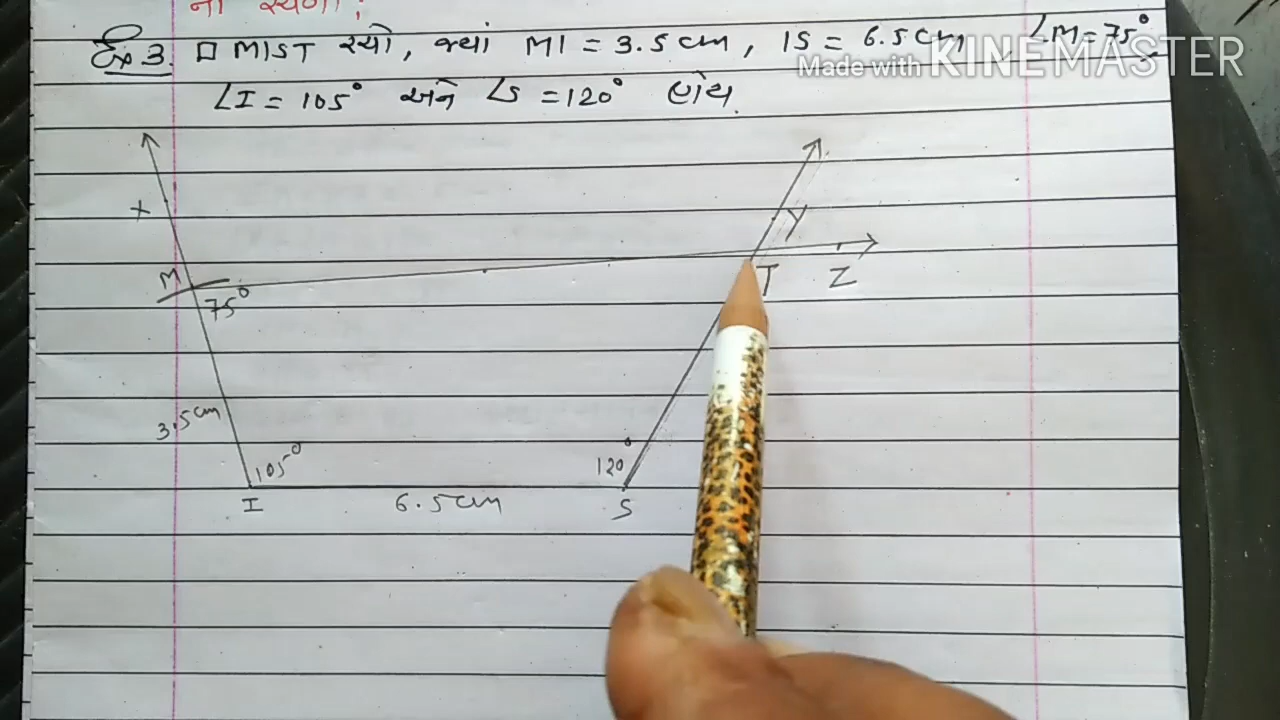 ની રચના:
Ex 3. □ MIST રચો, જ્યાં MI = 3.5 cm, IS = 6.5 cm ∠M = 75°,
Made with KINEMASTER
∠I = 105° અને ∠S = 120° હોય.
X
Y
M
75°
T
Z
3.5 cm
105°
120°
I
6.5 cm
S